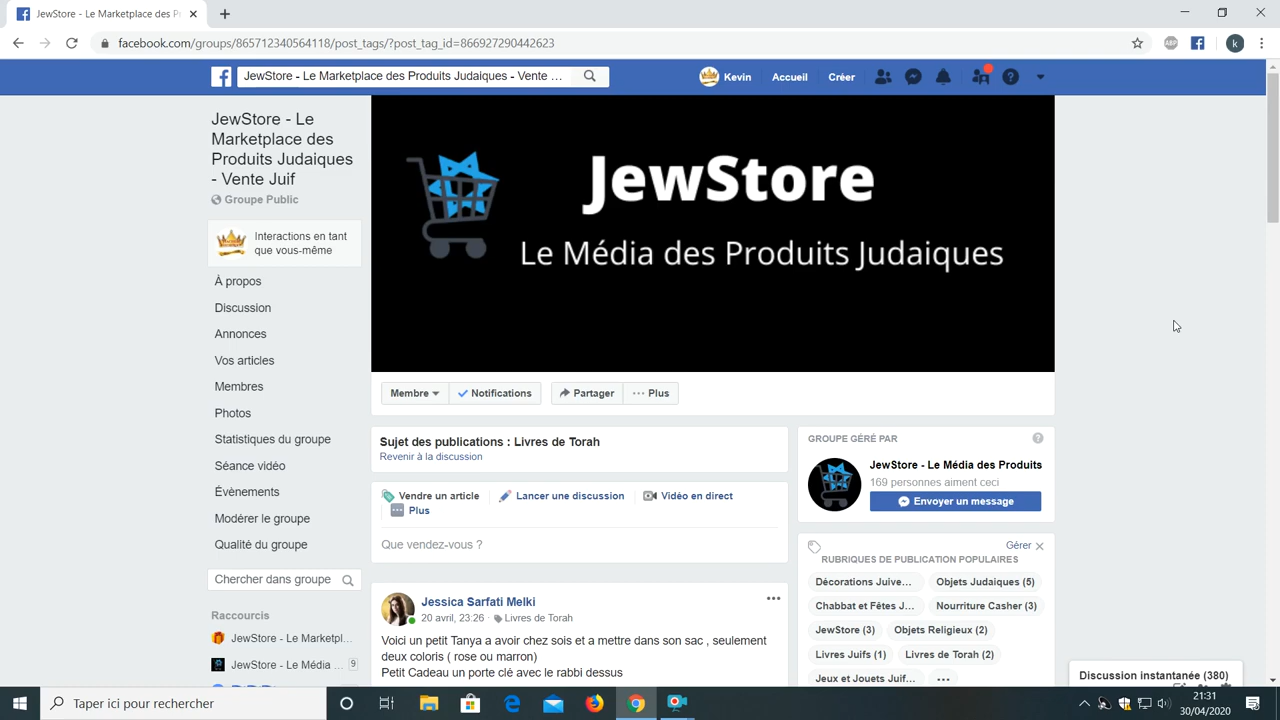 JewStore - Le Marketplace des P
facebook.com/groups/865712340564118/post_tags/?post_tag_id=866927290442623
ABP
k
JewStore - Le Marketplace des Produits Judaiques - Vente ...
Kevin
Accueil
Créer
JewStore - Le
Marketplace des
Produits Judaiques
- Vente Juif
Groupe Public
Interactions en tant
que vous-même
À propos
Discussion
Annonces
Vos articles
Membres
Photos
Statistiques du groupe
Séance vidéo
Évènements
Modérer le groupe
Qualité du groupe
Chercher dans groupe
Raccourcis
JewStore - Le Marketpl...
JewStore - Le Média ... 9
JewStore
Le Média des Produits Judaiques
Membre
Notifications
Partager
Plus
Sujet des publications : Livres de Torah
Revenir à la discussion
Vendre un article
Lancer une discussion
Vidéo en direct
Plus
Que vendez-vous ?
Jessica Sarfati Melki
20 avril, 23:26 · Livres de Torah
Voici un petit Tanya a avoir chez sois et a mettre dans son sac , seulement
deux coloris ( rose ou marron)
Petit Cadeau un porte clé avec le rabbi dessus
GROUPE GÉRÉ PAR
JewStore - Le Média des Produits
169 personnes aiment ceci
Envoyer un message
Gérer
RUBRIQUES DE PUBLICATION POPULAIRES
Décorations Juive...
Objets Judaiques (5)
Chabbat et Fêtes J...
Nourriture Casher (3)
JewStore (3)
Objets Religieux (2)
Livres Juifs (1)
Livres de Torah (2)
Jeux et Jouets Juif...
Discussion instantanée (380)
Taper ici pour rechercher
21:31
30/04/2020